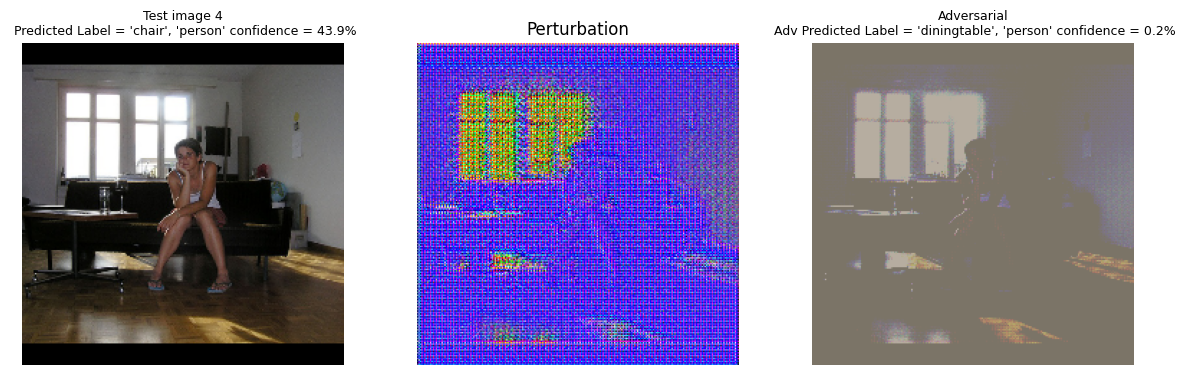 Test image 4
Predicted Label = 'chair', 'person' confidence = 43.9%
Perturbation
Adversarial
Adv Predicted Label = 'diningtable', 'person' confidence = 0.2%